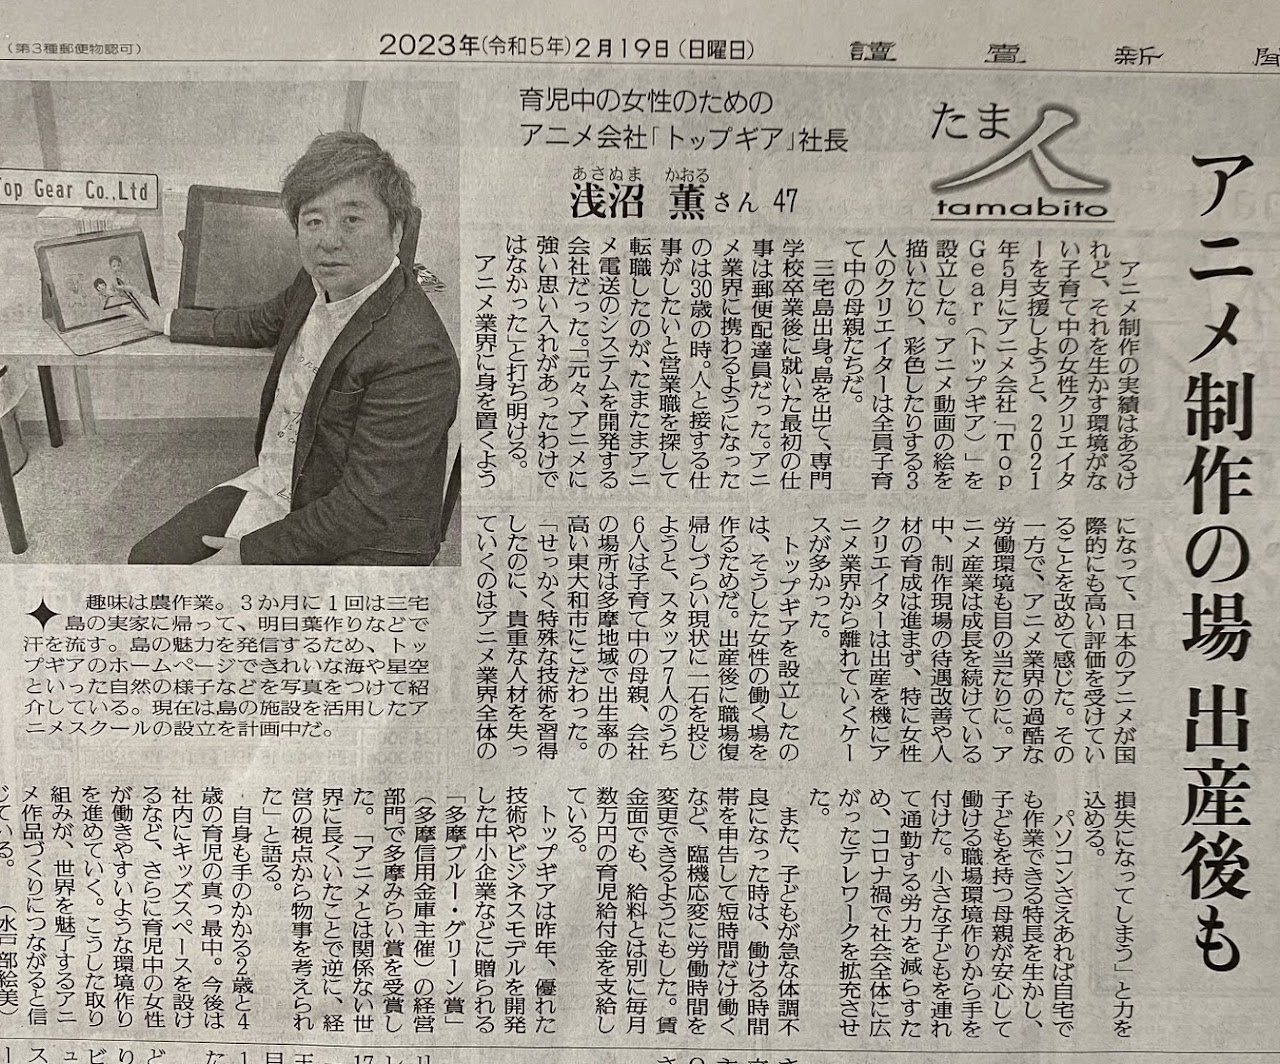 (第3種郵便物認可)
2023年(令和5年)2月19日(日曜日)
讀賣新聞
たま人
tamabito
アニメ制作の場 出産後も
育児中の女性のための
アニメ会社「トップギア」社長
あさぬま かおる
浅沼 薫さん 47
Top Gear Co.,Ltd
アニメ制作の実績はあるけ
れど、それを生かす環境がな
い子育て中の女性クリエイタ
ーを支援しようと、2021
年5月にアニメ会社「Top
Gear(トップギア)」を
設立した。アニメ動画の絵を
描いたり、彩色したりする3
人のクリエイターは全員子育
て中の母親たちだ。
三宅島出身。島を出て、専門
学校卒業後に就いた最初の仕
事は郵便配達員だった。アニ
メ業界に携わるようになった
のは30歳の時。人と接する仕
事がしたいと営業職を探して
転職したのが、たまたまアニ
メ電送のシステムを開発する
会社だった。「元々、アニメに
強い思い入れがあったわけで
はなかった」と打ち明ける。
アニメ業界に身を置くよう
になって、日本のアニメが国
際的にも高い評価を受けてい
ることを改めて感じた。その
一方で、アニメ業界の過酷な
労働環境も目の当たりに。ア
ニメ産業は成長を続けている
中、制作現場の待遇改善や人
材の育成は進まず、特に女性
クリエイターは出産を機にア
ニメ業界から離れていくケー
スが多かった。
トップギアを設立したの
は、そうした女性の働く場を
作るためだ。出産後に職場復
帰しづらい現状に一石を投じ
ようと、スタッフ7人のうち
6人は子育て中の母親、会社
の場所は多摩地域で出生率の
高い東大和市にこだわった。
「せっかく特殊な技術を習得
したのに、貴重な人材を失っ
ていくのはアニメ業界全体の
損失になってしまう」と力を
込める。
パソコンさえあれば自宅で
も作業できる特長を生かし、
子どもを持つ母親が安心して
働ける職場環境作りから手を
付けた。小さな子どもを連れ
て通勤する労力を減らすた
め、コロナ禍で社会全体に広
がったテレワークを拡充させ
た。
また、子どもが急な体調不
良になった時は、働ける時間
帯を申告して短時間だけ働く
など、臨機応変に労働時間を
変更できるようにもした。賃
金面でも、給料とは別に毎月
数万円の育児給付金を支給し
ている。
トップギアは昨年、優れた
技術やビジネスモデルを開発
した中小企業などに贈られる
「多摩ブルー・グリーン賞」
(多摩信用金庫主催)の経営
部門で多摩みらい賞を受賞し
た。「アニメとは関係ない世
界に長くいたことで逆に、経
営の視点から物事を考えられ
た」と語る。
自身も手のかかる2歳と4
歳の育児の真っ最中。今後は
社内にキッズスペースを設け
るなど、さらに育児中の女性
が働きやすいような環境作り
を進めていく。こうした取り
組みが、世界を魅了するアニ
メ作品づくりにつながると信
じている。
(水戸部絵美)
趣味は農作業。3か月に1回は三宅
島の実家に帰って、明日葉作りなどで
汗を流す。島の魅力を発信するため、トッ
プギアのホームページできれいな海や星空
といった自然の様子などを写真をつけて紹
介している。現在は島の施設を活用したア
ニメスクールの設立を計画中だ。